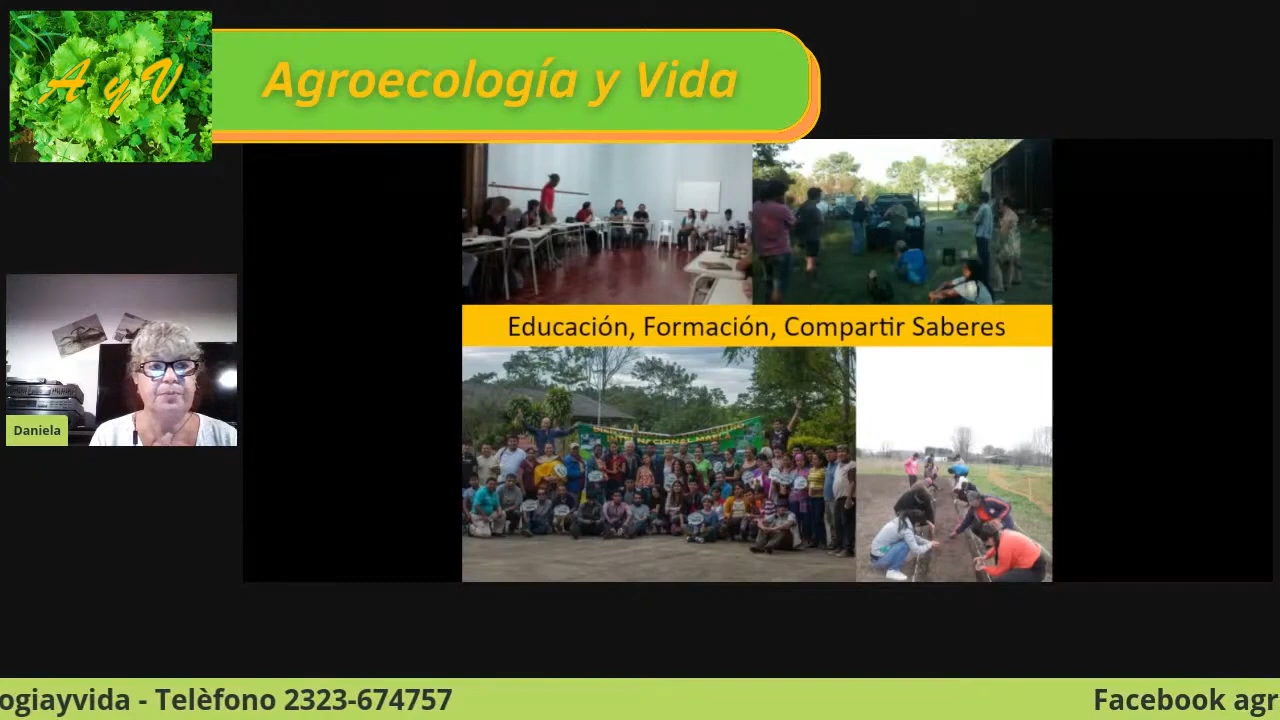 A y V
Agroecología y Vida
Educación, Formación, Compartir Saberes
Daniela
ogiayvida - Telèfono 2323-674757
Facebook agr